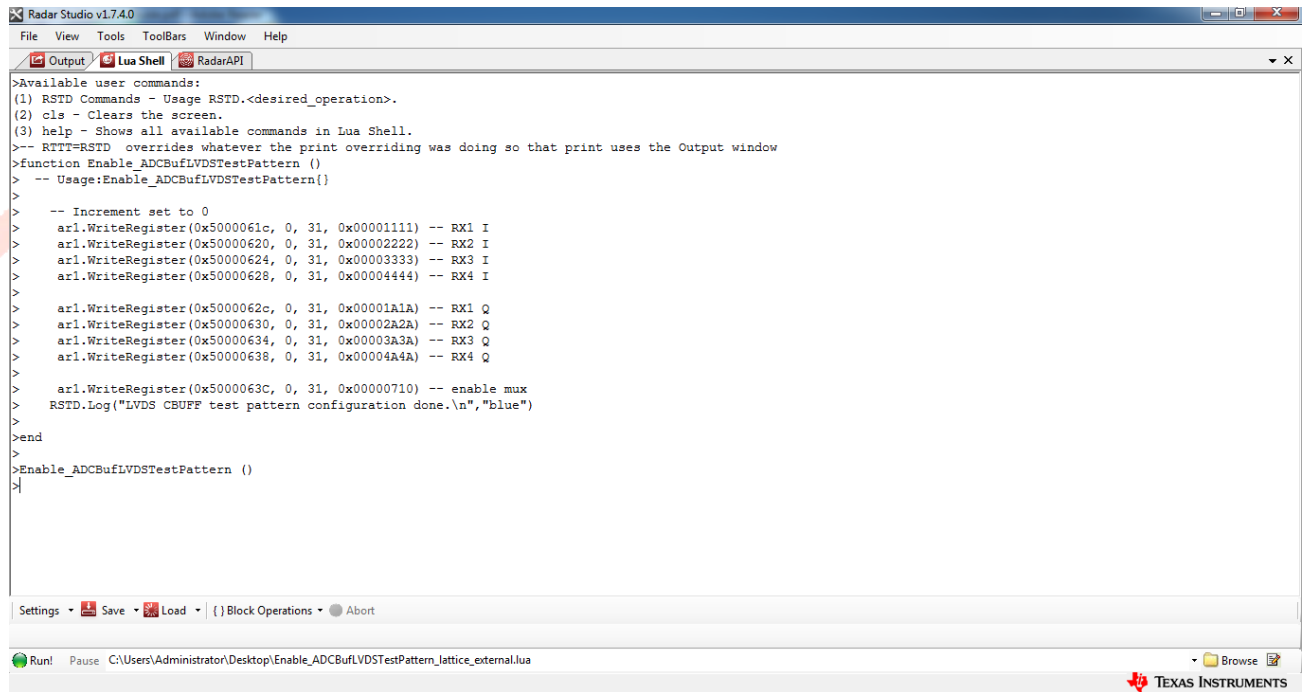 Radar Studio v1.7.4.0
File View Tools ToolBars Window Help
Output Lua Shell RadarAPI
>Available user commands:
(1) RSTD Commands - Usage RSTD.<desired_operation>.
(2) cls - Clears the screen.
(3) help - Shows all available commands in Lua Shell.
>-- RTTT=RSTD  overrides whatever the print overriding was doing so that print uses the Output window
>function Enable_ADCBufLVDSTestPattern ()
>  -- Usage:Enable_ADCBufLVDSTestPattern{}
>
>    -- Increment set to 0
>     ar1.WriteRegister(0x5000061c, 0, 31, 0x00001111) -- RX1 I
>     ar1.WriteRegister(0x50000620, 0, 31, 0x00002222) -- RX2 I
>     ar1.WriteRegister(0x50000624, 0, 31, 0x00003333) -- RX3 I
>     ar1.WriteRegister(0x50000628, 0, 31, 0x00004444) -- RX4 I
>
>     ar1.WriteRegister(0x5000062c, 0, 31, 0x00001A1A) -- RX1 Q
>     ar1.WriteRegister(0x50000630, 0, 31, 0x00002A2A) -- RX2 Q
>     ar1.WriteRegister(0x50000634, 0, 31, 0x00003A3A) -- RX3 Q
>     ar1.WriteRegister(0x50000638, 0, 31, 0x00004A4A) -- RX4 Q
>
>     ar1.WriteRegister(0x5000063C, 0, 31, 0x00000710) -- enable mux
>    RSTD.Log("LVDS CBUFF test pattern configuration done.\n","blue")
>
>end
>
>Enable_ADCBufLVDSTestPattern ()
>
Settings Save Load { } Block Operations Abort
Run! Pause C:\Users\Administrator\Desktop\Enable_ADCBufLVDSTestPattern_lattice_external.lua Browse
TEXAS INSTRUMENTS